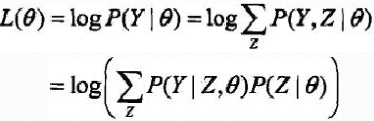 L(θ) = log P(Y | θ) = log ∑_Z P(Y, Z | θ)
= log( ∑_Z P(Y | Z, θ) P(Z | θ) )